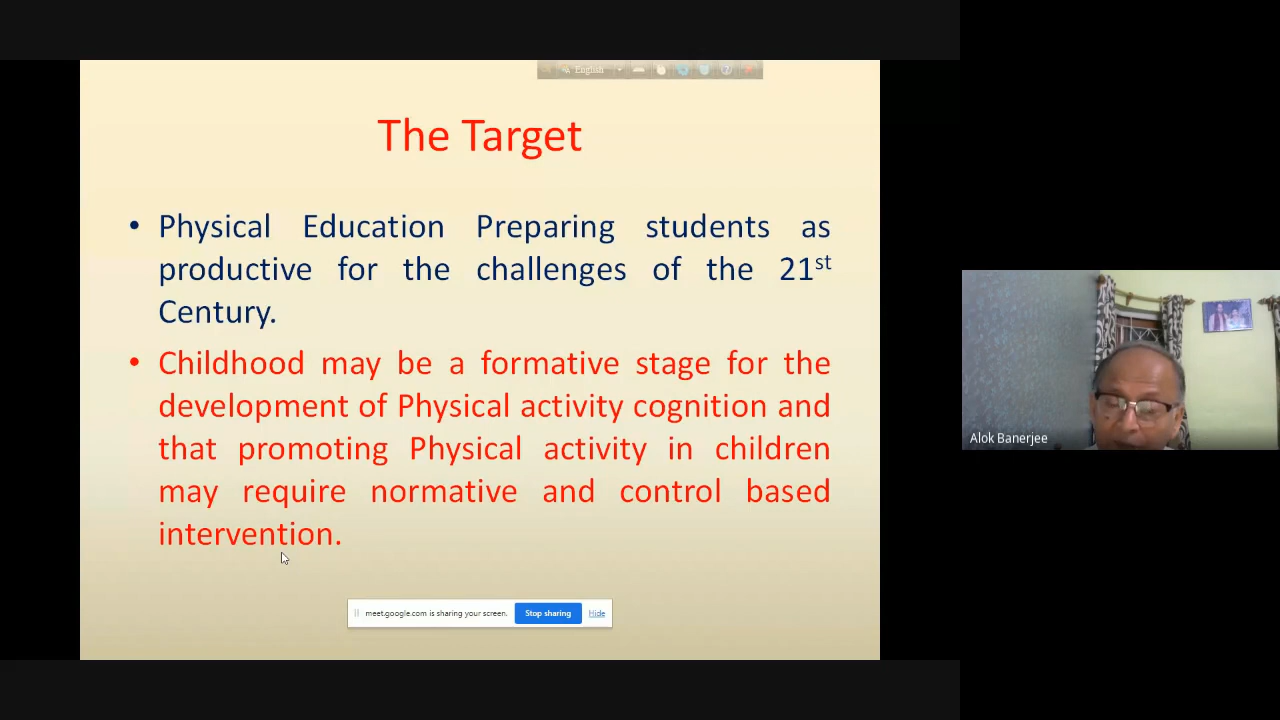 English
The Target
• Physical Education Preparing students as
productive for the challenges of the 21st
Century.
• Childhood may be a formative stage for the
development of Physical activity cognition and
that promoting Physical activity in children
may require normative and control based
intervention.
Alok Banerjee
meet.google.com is sharing your screen. Stop sharing Hide